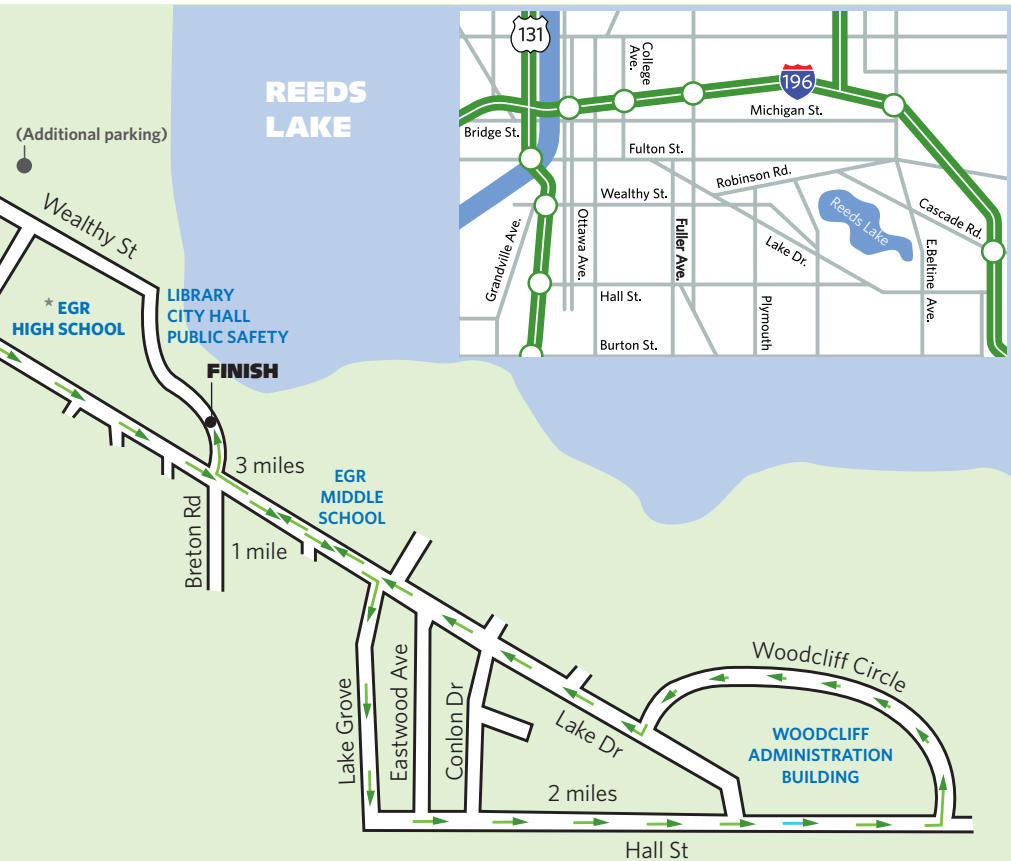 REEDS
LAKE
(Additional parking)
Wealthy St
* EGR
HIGH SCHOOL
LIBRARY
CITY HALL
PUBLIC SAFETY
FINISH
3 miles
EGR
MIDDLE
SCHOOL
Breton Rd
1 mile
Lake Grove
Eastwood Ave
Conlon Dr
Lake Dr
Woodcliff Circle
WOODCLIFF
ADMINISTRATION
BUILDING
2 miles
Hall St
131
College
Ave.
196
Michigan St.
Bridge St.
Fulton St.
Robinson Rd.
Wealthy St.
Reeds Lake
Cascade Rd.
Grandville Ave.
Ottawa Ave.
Fuller Ave.
Lake Dr.
E.Beltine Ave.
Hall St.
Plymouth
Burton St.